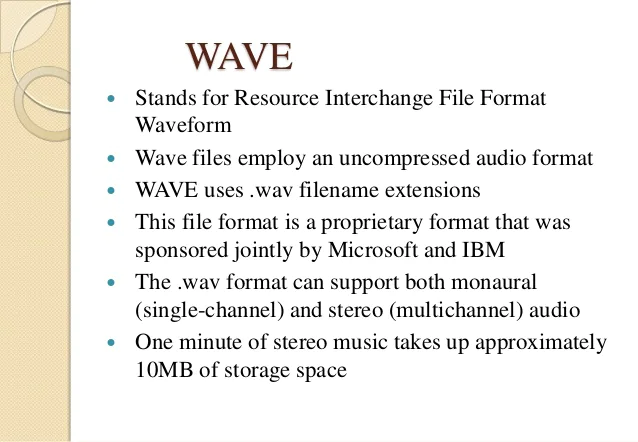 WAVE
Stands for Resource Interchange File Format
Waveform
Wave files employ an uncompressed audio format
WAVE uses .wav filename extensions
This file format is a proprietary format that was
sponsored jointly by Microsoft and IBM
The .wav format can support both monaural
(single-channel) and stereo (multichannel) audio
One minute of stereo music takes up approximately
10MB of storage space